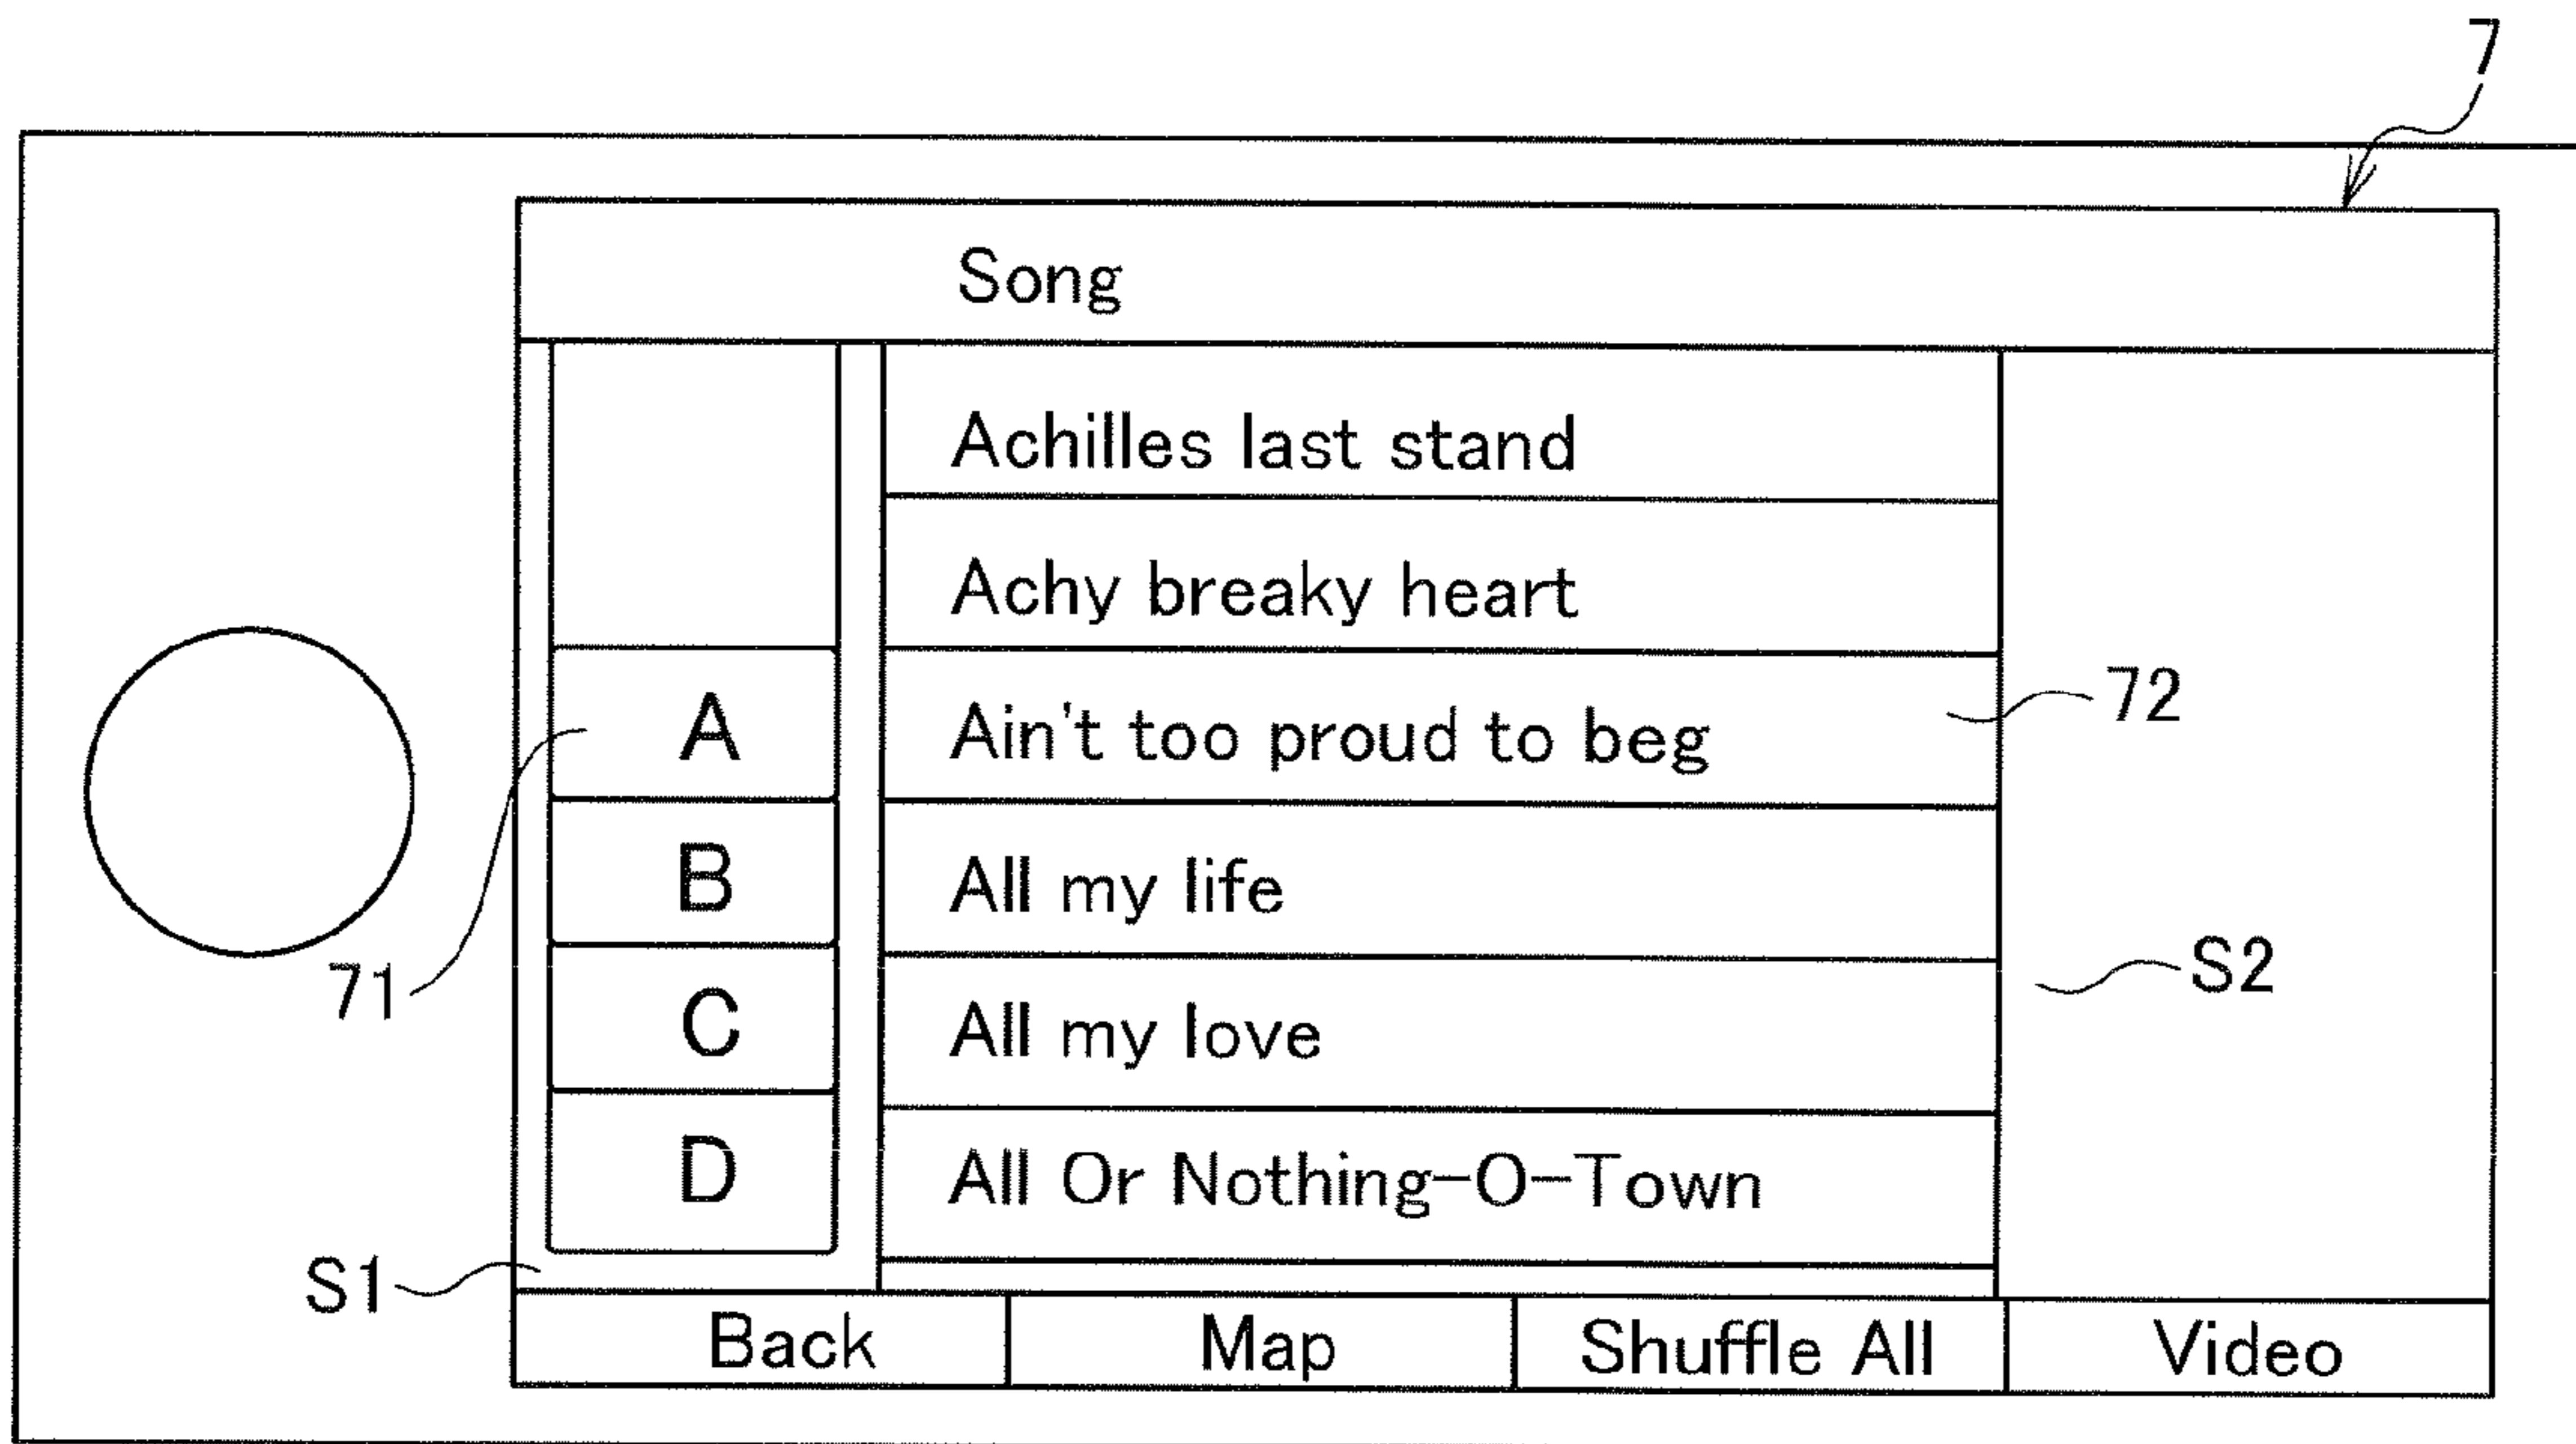 7
Song
Achilles last stand
Achy breaky heart
A
Ain't too proud to beg
72
B
All my life
71
C
All my love
S2
D
All Or Nothing-O-Town
S1
Back
Map
Shuffle All
Video